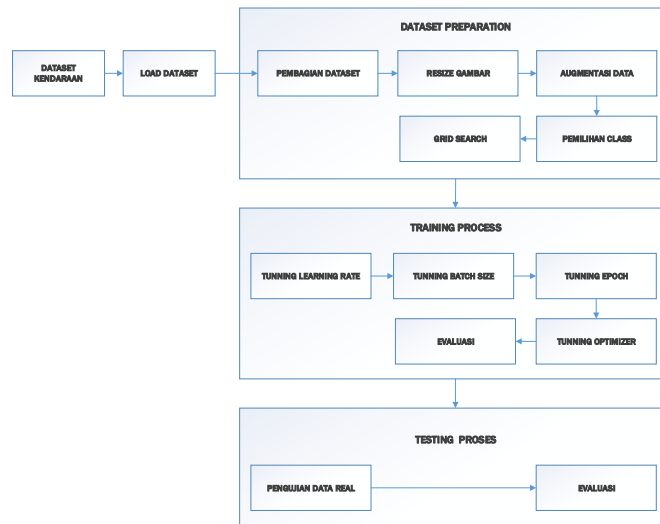 DATASET PREPARATION
DATASET
KENDARAAN
LOAD DATASET
PEMBAGIAN DATASET
RESIZE GAMBAR
AUGMENTASI DATA
GRID SEARCH
PEMILIHAN CLASS
TRAINING PROCESS
TUNNING LEARNING RATE
TUNNING BATCH SIZE
TUNNING EPOCH
EVALUASI
TUNNING OPTIMIZER
TESTING PROSES
PENGUJIAN DATA REAL
EVALUASI